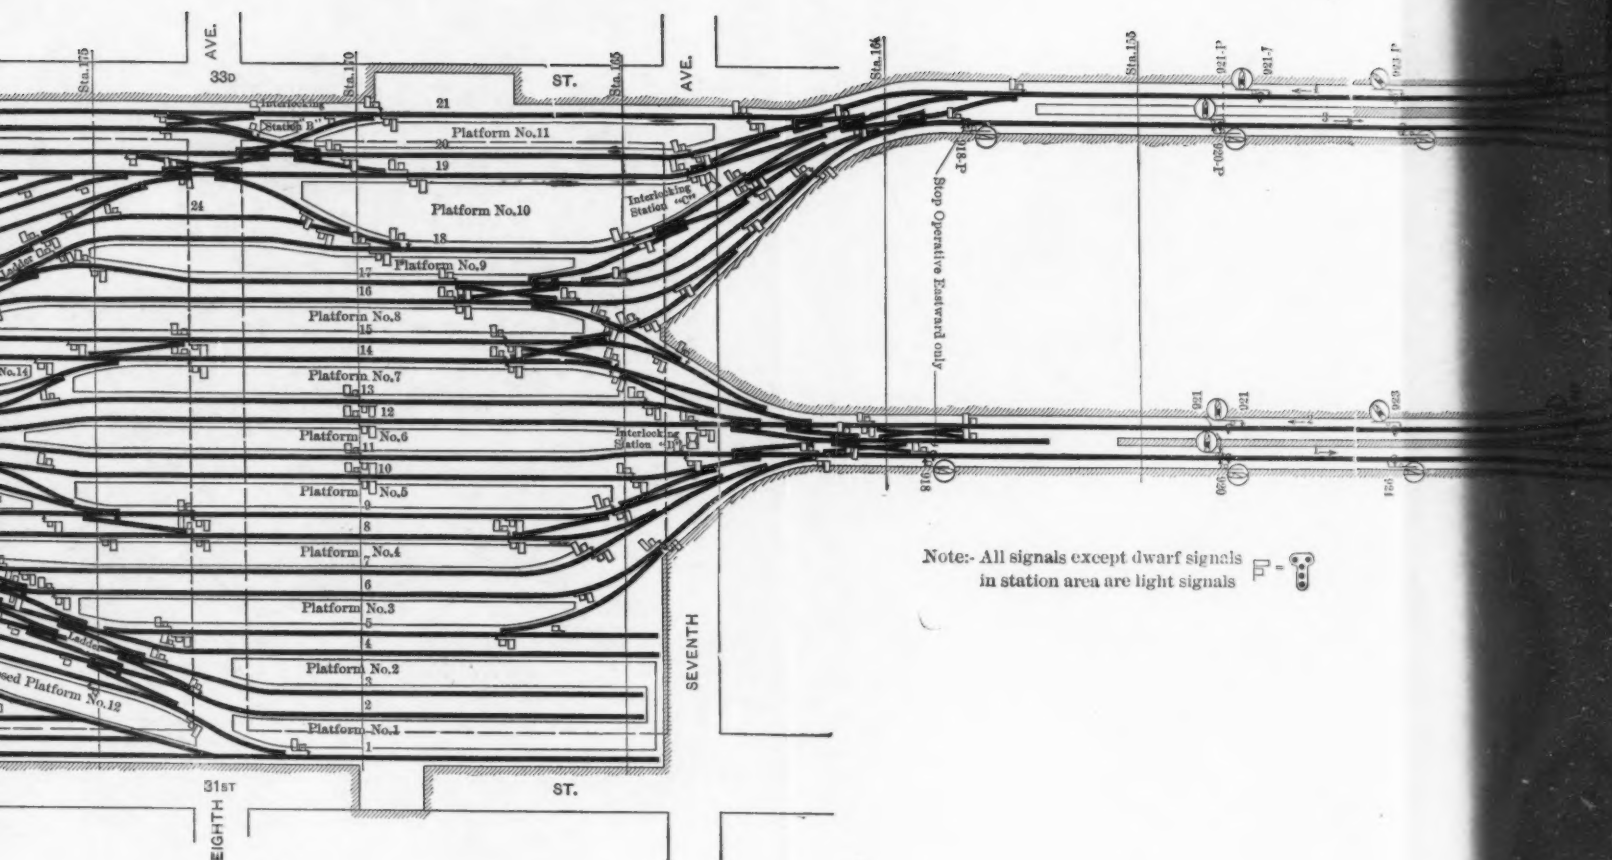 AVE.
33D
ST.
AVE.
Sta.175
Sta.170
Sta.165
Sta.164
Sta.155
921-P
921-J
923-P
Interlocking
Station "B"
21
Platform No.11
20
19
918-P
920-P
Interlocking
Station "C"
24
Platform No.10
18
Ladder
Platform No.9
17
16
Platform No.8
15
14
No.14
Platform No.7
13
12
Stop Operative Eastward only
Platform No.6
Interlocking
Station "D"
11
10
921
921
923
918
920
924
Platform No.5
9
8
Platform No.4
7
6
Platform No.3
5
4
Ladder
Platform No.2
3
sed Platform No.12
2
Platform No.1
1
Note:- All signals except dwarf signals
in station area are light signals
SEVENTH
31ST
ST.
EIGHTH